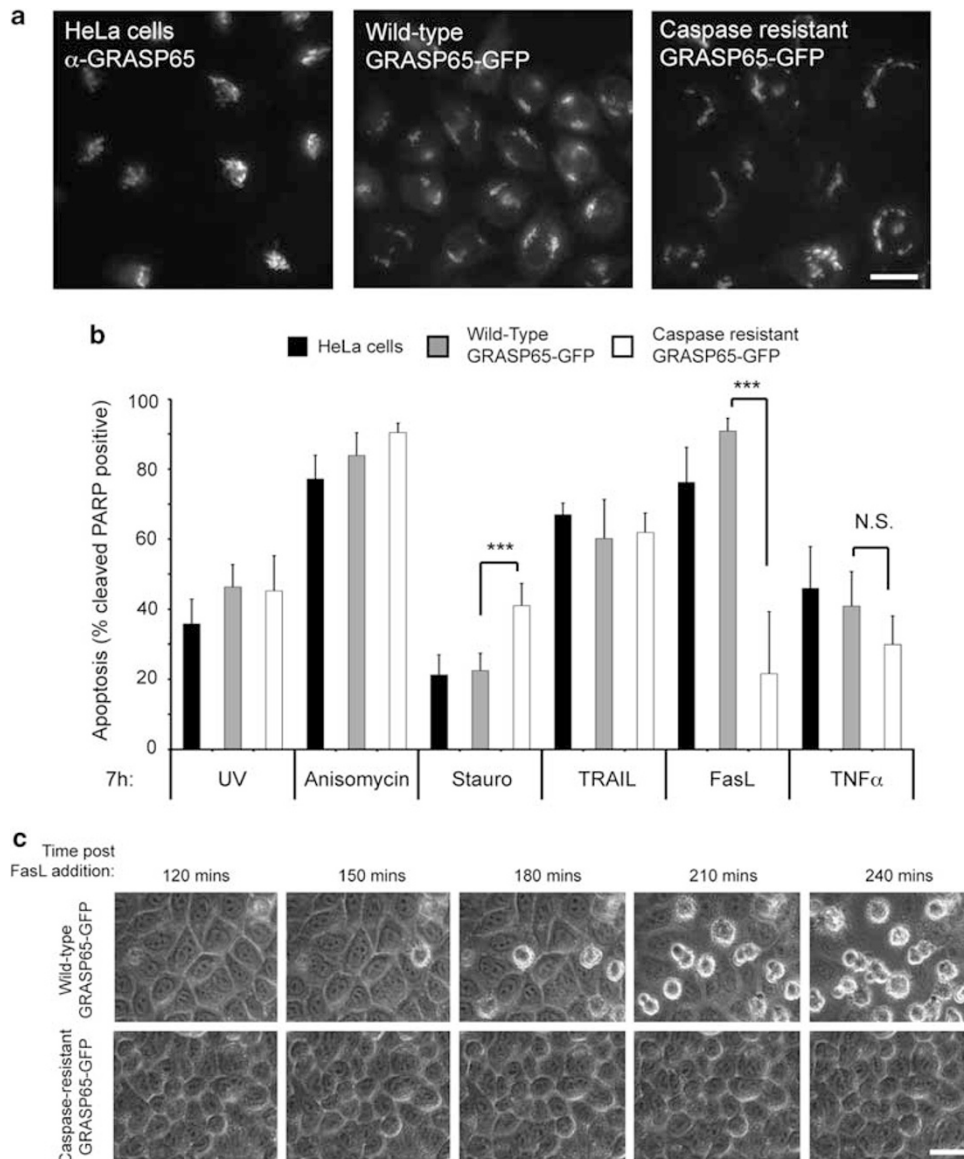 a
HeLa cells
α-GRASP65
Wild-type
GRASP65-GFP
Caspase resistant
GRASP65-GFP
b
HeLa cells
Wild-Type
GRASP65-GFP
Caspase resistant
GRASP65-GFP
Apoptosis (% cleaved PARP positive)
100
80
60
40
20
0
***
***
N.S.
7h:
UV
Anisomycin
Stauro
TRAIL
FasL
TNFα
c
Time post
FasL addition:
120 mins
150 mins
180 mins
210 mins
240 mins
Wild-type
GRASP65-GFP
Caspase-resistant
GRASP65-GFP